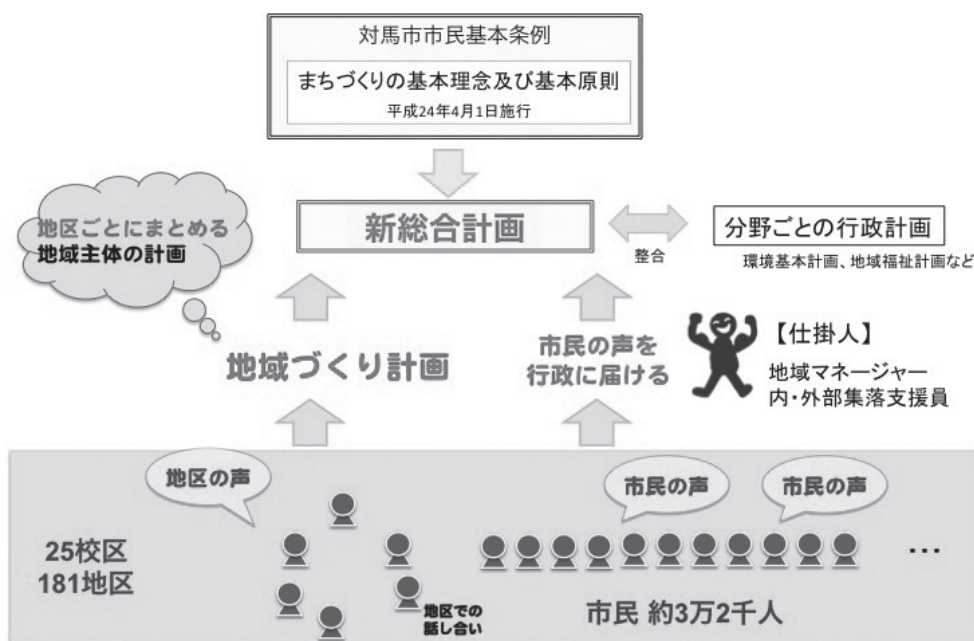 対馬市市民基本条例
まちづくりの基本理念及び基本原則
平成24年4月1日施行
地区ごとにまとめる
地域主体の計画
新総合計画
整合
分野ごとの行政計画
環境基本計画、地域福祉計画など
地域づくり計画
市民の声を
行政に届ける
【仕掛人】
地域マネージャー
内・外部集落支援員
地区の声
市民の声
市民の声
25校区
181地区
…
地区での
話し合い
市民 約3万2千人